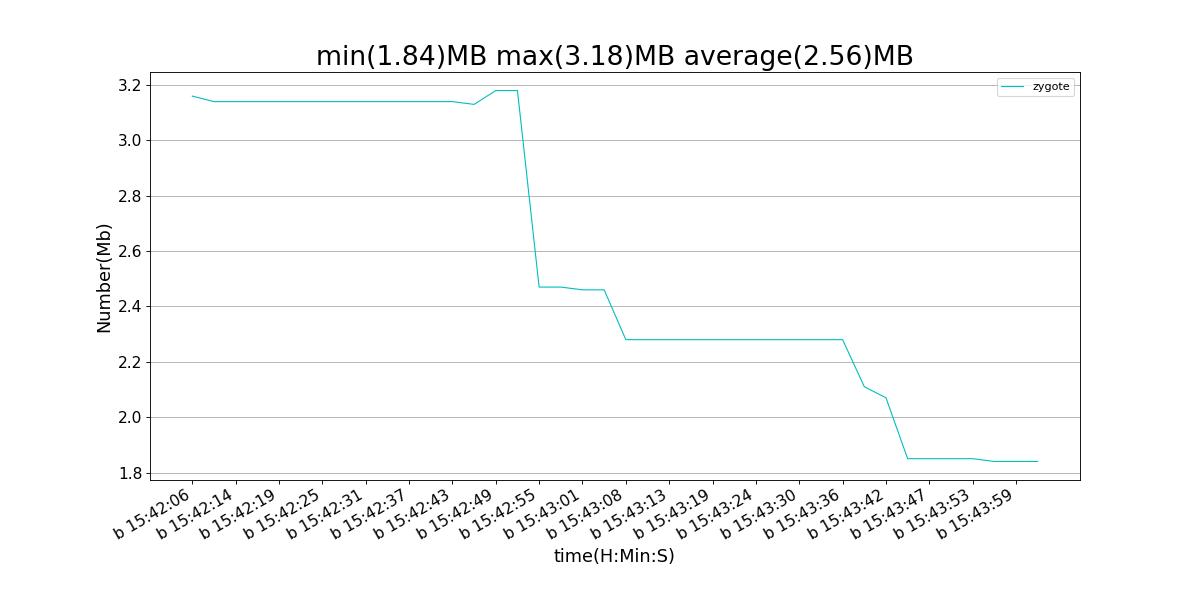 min(1.84)MB max(3.18)MB average(2.56)MB
zygote
Number(Mb)
3.2
3.0
2.8
2.6
2.4
2.2
2.0
1.8
b 15:42:06
b 15:42:14
b 15:42:19
b 15:42:25
b 15:42:31
b 15:42:37
b 15:42:43
b 15:42:49
b 15:42:55
b 15:43:01
b 15:43:08
b 15:43:13
b 15:43:19
b 15:43:24
b 15:43:30
b 15:43:36
b 15:43:42
b 15:43:47
b 15:43:53
b 15:43:59
time(H:Min:S)